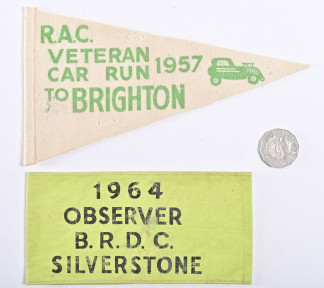 R.A.C.
VETERAN
CAR RUN 1957
TO BRIGHTON
1964
OBSERVER
B.R.D.C.
SILVERSTONE